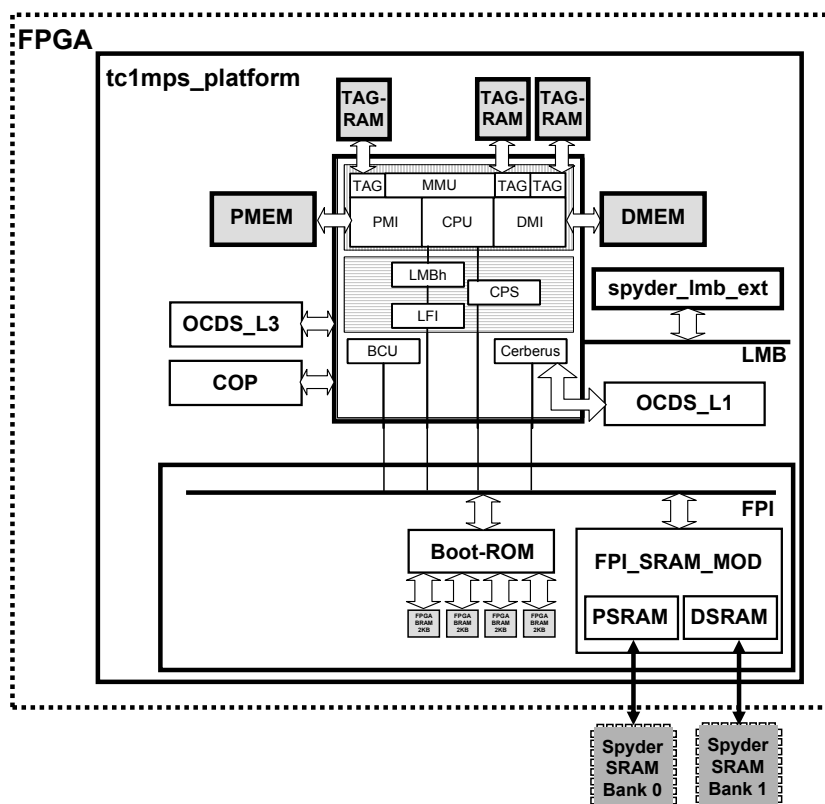 FPGA
tc1mps_platform
TAG-
RAM
TAG-
RAM
TAG-
RAM
TAG
MMU
TAG
TAG
PMEM
PMI
CPU
DMI
DMEM
LMBh
CPS
LFI
spyder_lmb_ext
OCDS_L3
BCU
Cerberus
LMB
COP
OCDS_L1
FPI
Boot-ROM
FPI_SRAM_MOD
FPGA
BRAM
2KB
FPGA
BRAM
2KB
FPGA
BRAM
2KB
FPGA
BRAM
2KB
PSRAM
DSRAM
Spyder
SRAM
Bank 0
Spyder
SRAM
Bank 1